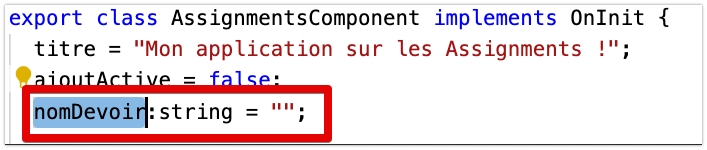 export class AssignmentsComponent implements OnInit {
titre = "Mon application sur les Assignments !";
ajoutActive = false;
nomDevoir:string = "";